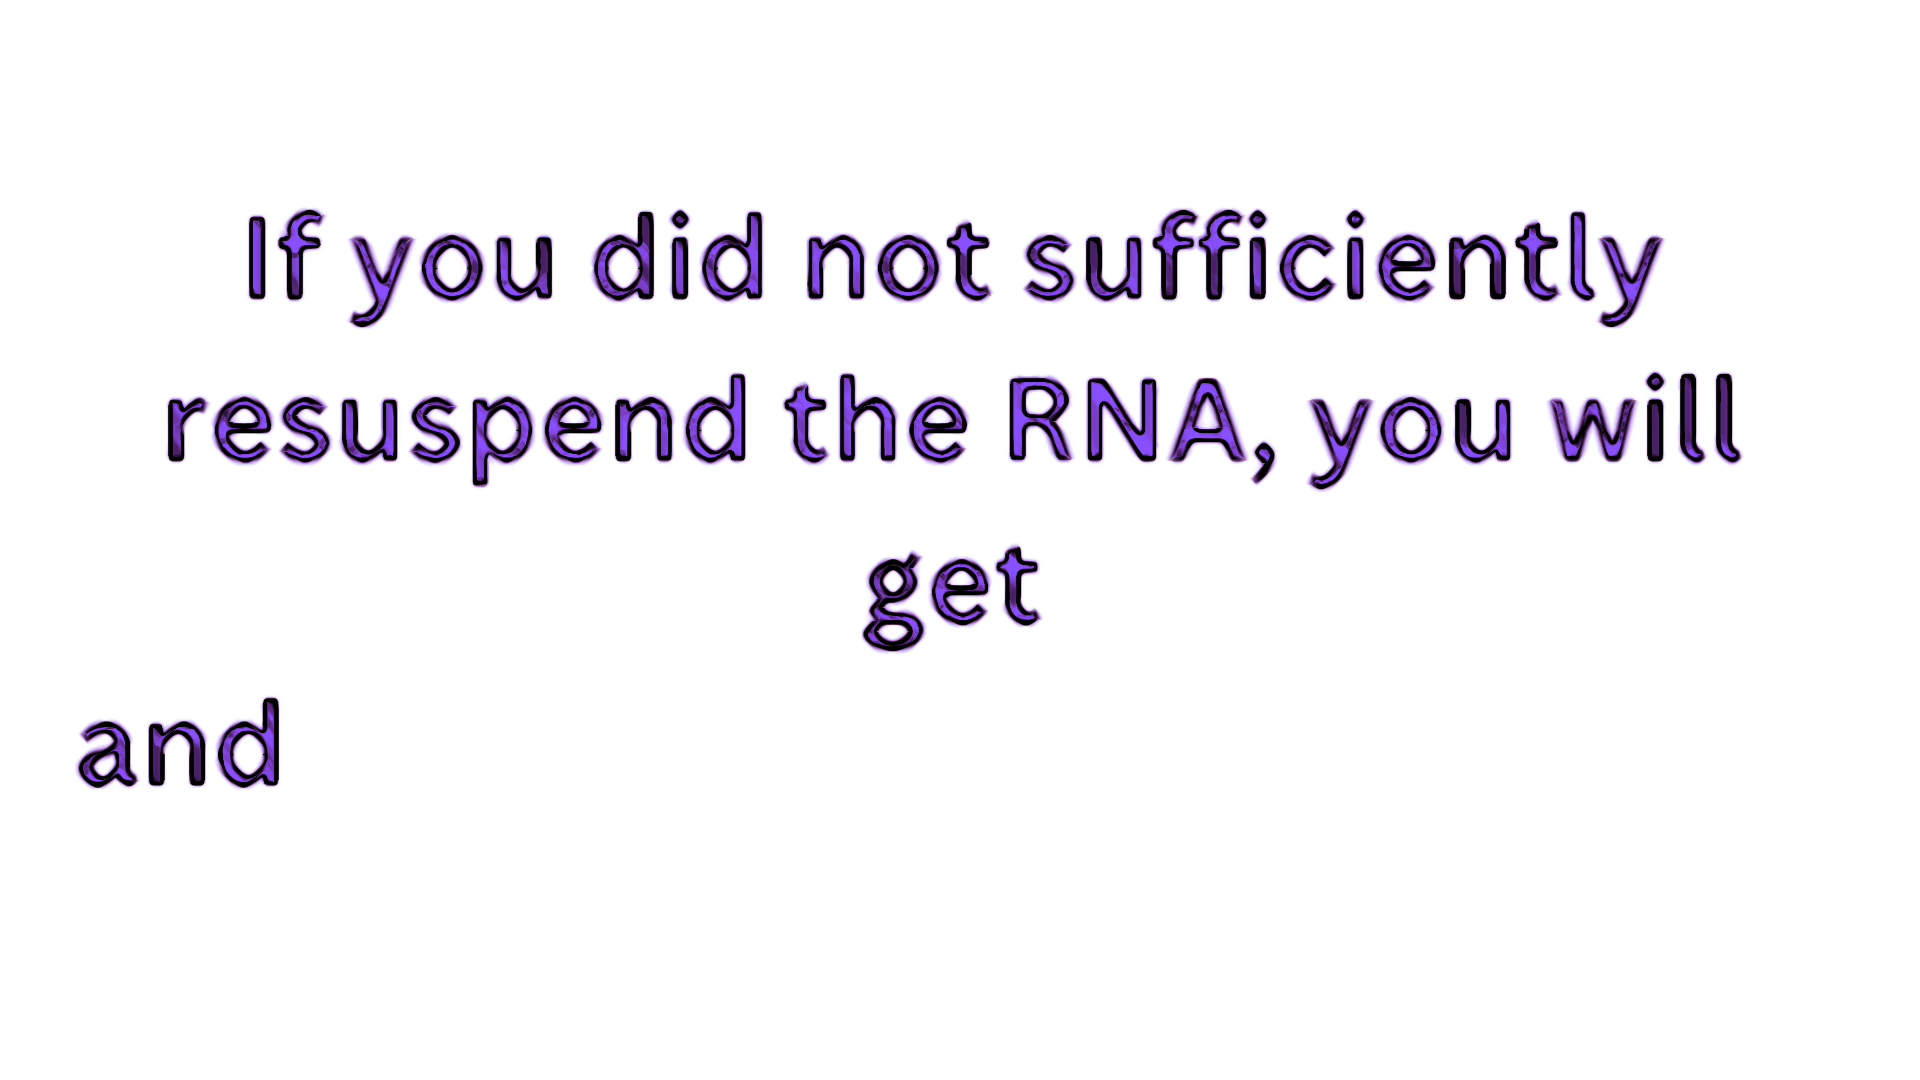 If you did not sufficiently
resuspend the RNA, you will
get
and